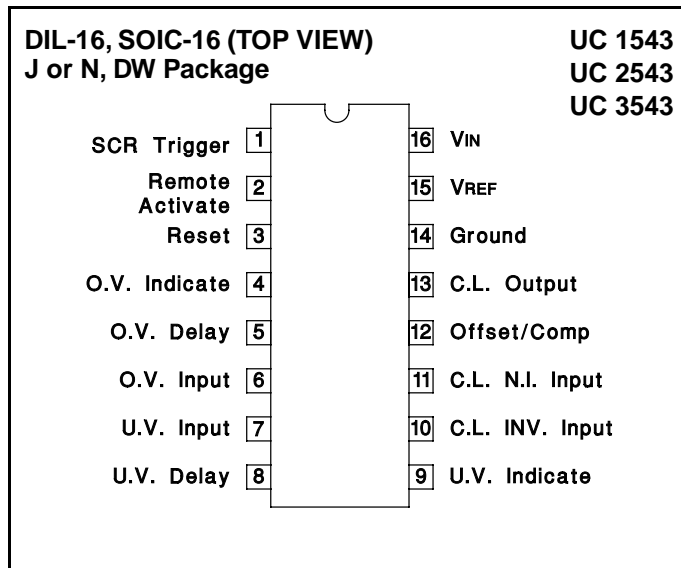 DIL-16, SOIC-16 (TOP VIEW)
J or N, DW Package
UC 1543
UC 2543
UC 3543
SCR Trigger 1
Remote
Activate 2
Reset 3
O.V. Indicate 4
O.V. Delay 5
O.V. Input 6
U.V. Input 7
U.V. Delay 8
16 VIN
15 VREF
14 Ground
13 C.L. Output
12 Offset/Comp
11 C.L. N.I. Input
10 C.L. INV. Input
9 U.V. Indicate